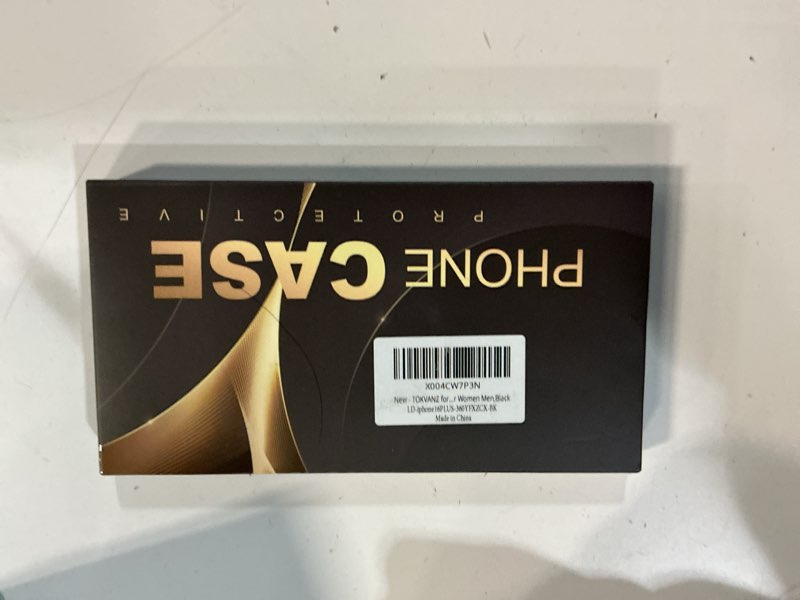 PROTECTIVE
PHONE CASE
X004CW7P3N
New - TOKVANZ for...r Women Men,Black
LD-iphone16PLUS-360YFXZCX-BK
Made in China